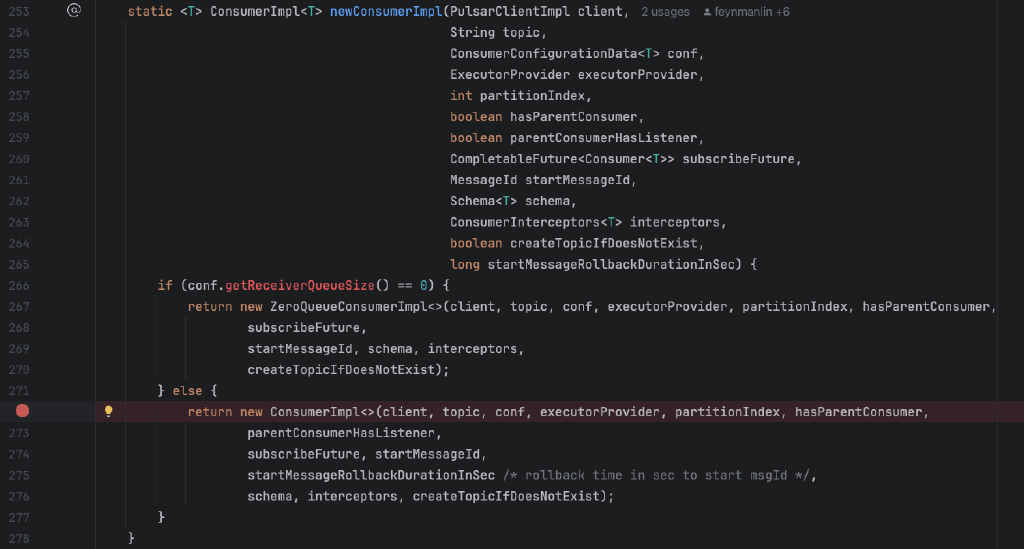 253 @ static <T> ConsumerImpl<T> newConsumerImpl(PulsarClientImpl client, 2 usages feynmanlin +6
254 String topic,
255 ConsumerConfigurationData<T> conf,
256 ExecutorProvider executorProvider,
257 int partitionIndex,
258 boolean hasParentConsumer,
259 boolean parentConsumerHasListener,
260 CompletableFuture<Consumer<T>> subscribeFuture,
261 MessageId startMessageId,
262 Schema<T> schema,
263 ConsumerInterceptors<T> interceptors,
264 boolean createTopicIfDoesNotExist,
265 long startMessageRollbackDurationInSec) {
266 if (conf.getReceiverQueueSize() == 0) {
267 return new ZeroQueueConsumerImpl<>(client, topic, conf, executorProvider, partitionIndex, hasParentConsumer,
268 subscribeFuture,
269 startMessageId, schema, interceptors,
270 createTopicIfDoesNotExist);
271 } else {
return new ConsumerImpl<>(client, topic, conf, executorProvider, partitionIndex, hasParentConsumer,
273 parentConsumerHasListener,
274 subscribeFuture, startMessageId,
275 startMessageRollbackDurationInSec /* rollback time in sec to start msgId */,
276 schema, interceptors, createTopicIfDoesNotExist);
277 }
278 }